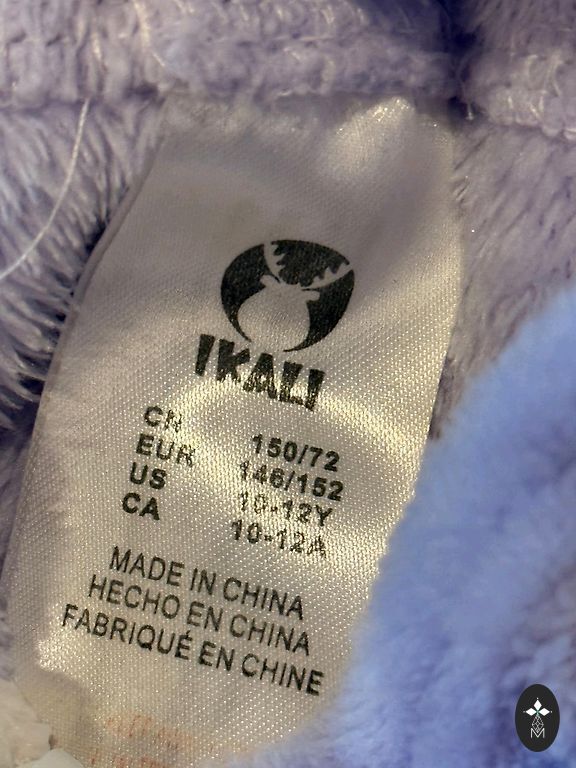 IKALI
CN 150/72
EUR 146/152
US 10-12Y
CA 10-12A
MADE IN CHINA
HECHO EN CHINA
FABRIQUÉ EN CHINE